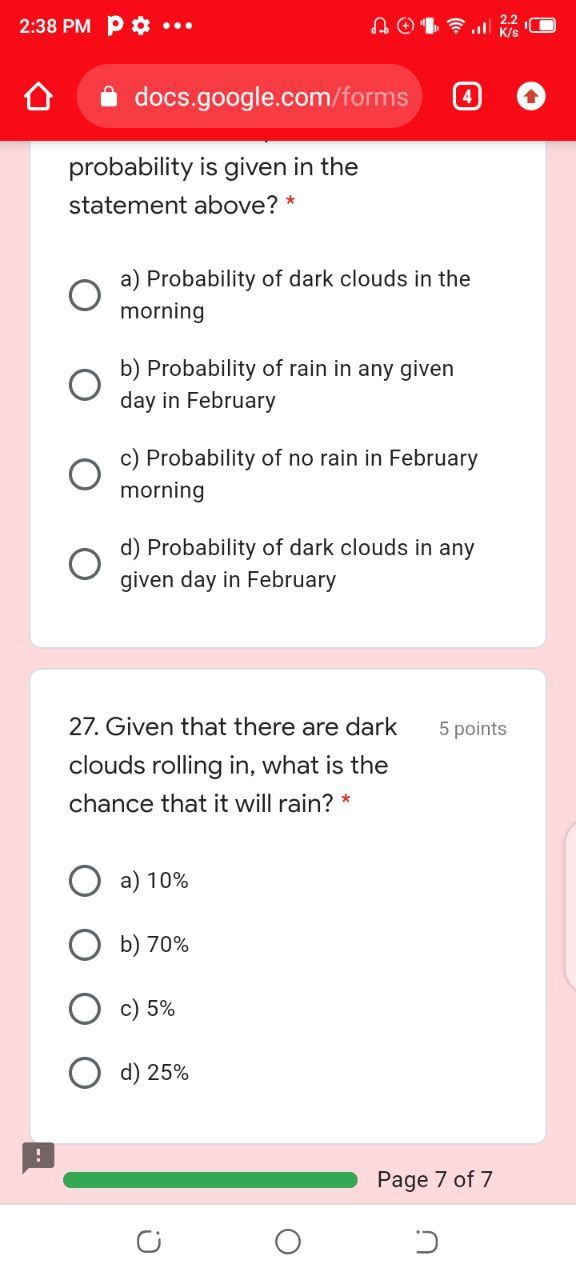 2:38 PM
2.2
K/s
docs.google.com/forms
4
probability is given in the
statement above? *
a) Probability of dark clouds in the
morning
b) Probability of rain in any given
day in February
c) Probability of no rain in February
morning
d) Probability of dark clouds in any
given day in February
27. Given that there are dark
5 points
clouds rolling in, what is the
chance that it will rain? *
a) 10%
b) 70%
c) 5%
d) 25%
Page 7 of 7